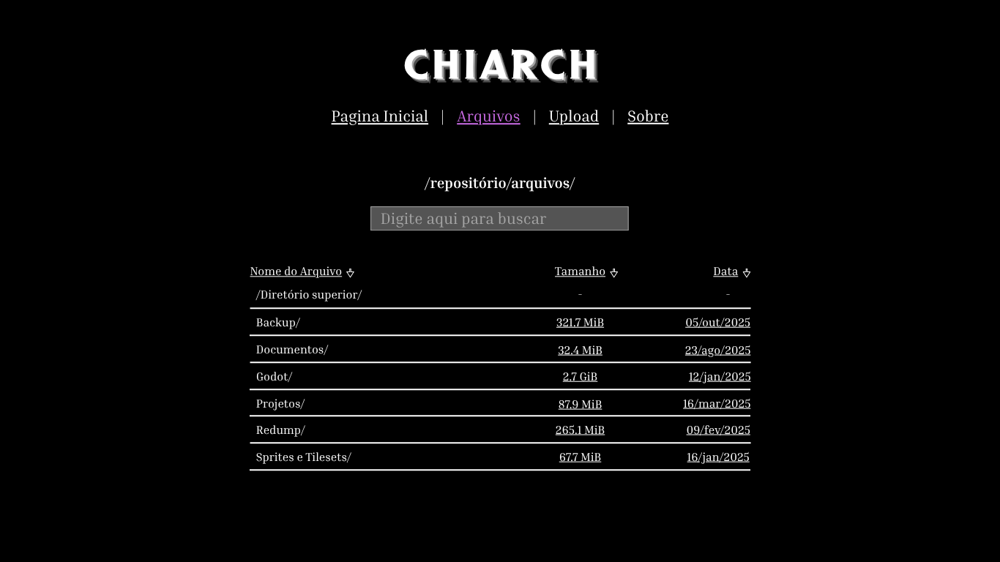 CHIARCH
Pagina Inicial | Arquivos | Upload | Sobre
/repositório/arquivos/
Digite aqui para buscar
Nome do Arquivo Tamanho Data
/Diretório superior/ - -
Backup/ 321.7 MiB 05/out/2025
Documentos/ 32.4 MiB 23/ago/2025
Godot/ 2.7 GiB 12/jan/2025
Projetos/ 87.9 MiB 16/mar/2025
Redump/ 265.1 MiB 09/fev/2025
Sprites e Tilesets/ 67.7 MiB 16/jan/2025